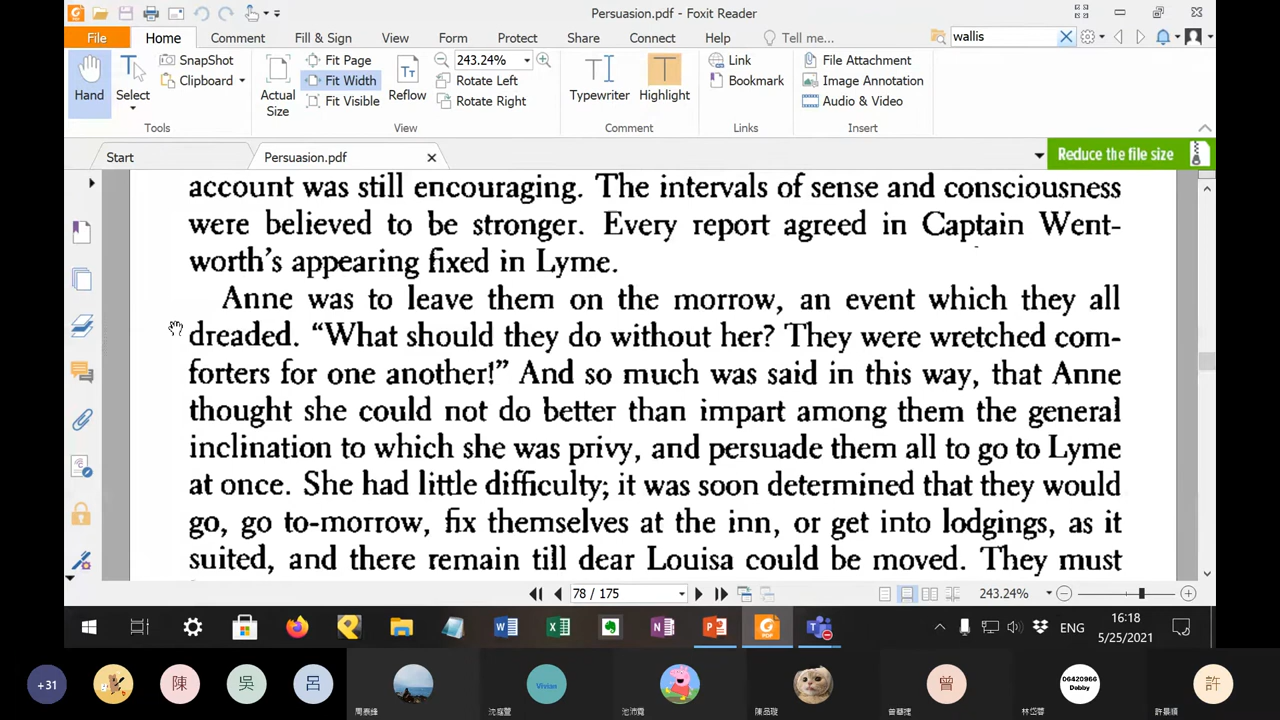 Persuasion.pdf - Foxit Reader
File Home Comment Fill & Sign View Form Protect Share Connect Help Tell me... wallis
Hand
Select
SnapShot
Clipboard
Tools
Actual Size
Fit Page
Fit Width
Fit Visible
Reflow
243.24%
Rotate Left
Rotate Right
View
Typewriter
Highlight
Comment
Link
Bookmark
Links
File Attachment
Image Annotation
Audio & Video
Insert
Start
Persuasion.pdf
Reduce the file size
account was still encouraging. The intervals of sense and consciousness
were believed to be stronger. Every report agreed in Captain Went-
worth's appearing fixed in Lyme.
Anne was to leave them on the morrow, an event which they all
dreaded. “What should they do without her? They were wretched com-
forters for one another!” And so much was said in this way, that Anne
thought she could not do better than impart among them the general
inclination to which she was privy, and persuade them all to go to Lyme
at once. She had little difficulty; it was soon determined that they would
go, go to-morrow, fix themselves at the inn, or get into lodgings, as it
suited, and there remain till dear Louisa could be moved. They must
78 / 175
243.24%
ENG
16:18
5/25/2021
+31
陳
吳
呂
Vivian
曾
06420966
Debby
許